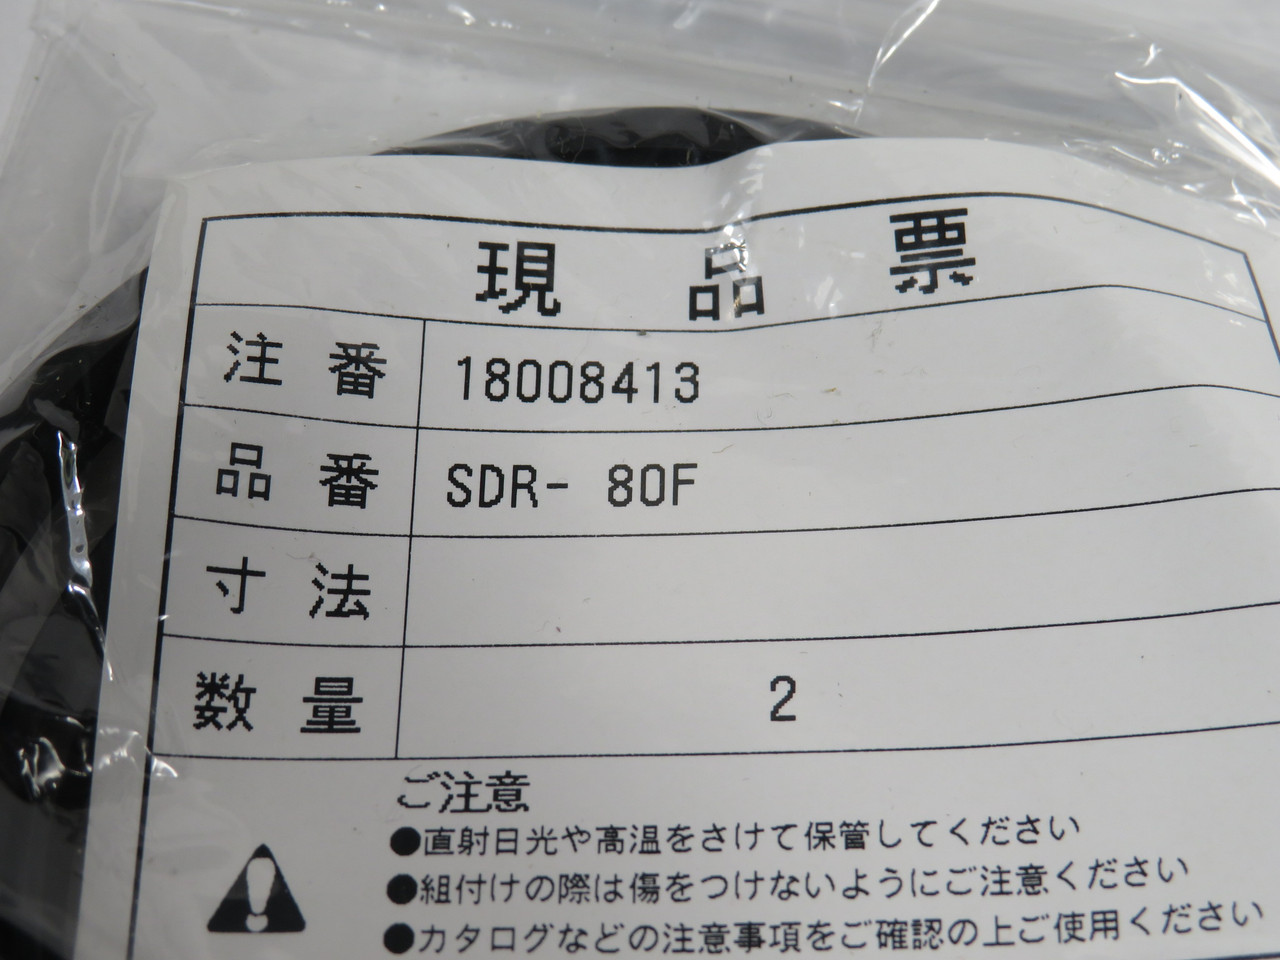 現品票
注番 18008413
品番 SDR- 80F
寸法
数量 2
ご注意
●直射日光や高温をさけて保管してください
●組付けの際は傷をつけないようにご注意ください
●カタログなどの注意事項をご確認の上ご使用ください